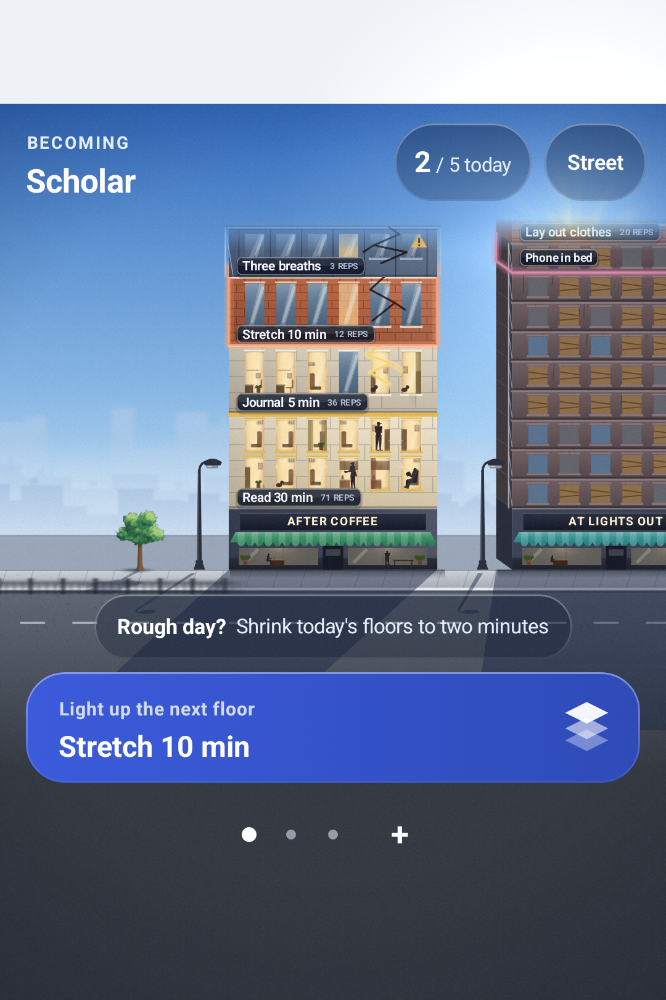 BECOMING
Scholar
2 / 5 today
Street
Lay out clothes 20 REPS
Phone in bed
Three breaths 3 REPS
Stretch 10 min 12 REPS
Journal 5 min 36 REPS
Read 30 min 71 REPS
AFTER COFFEE
AT LIGHTS OUT
Rough day? Shrink today's floors to two minutes
Light up the next floor
Stretch 10 min